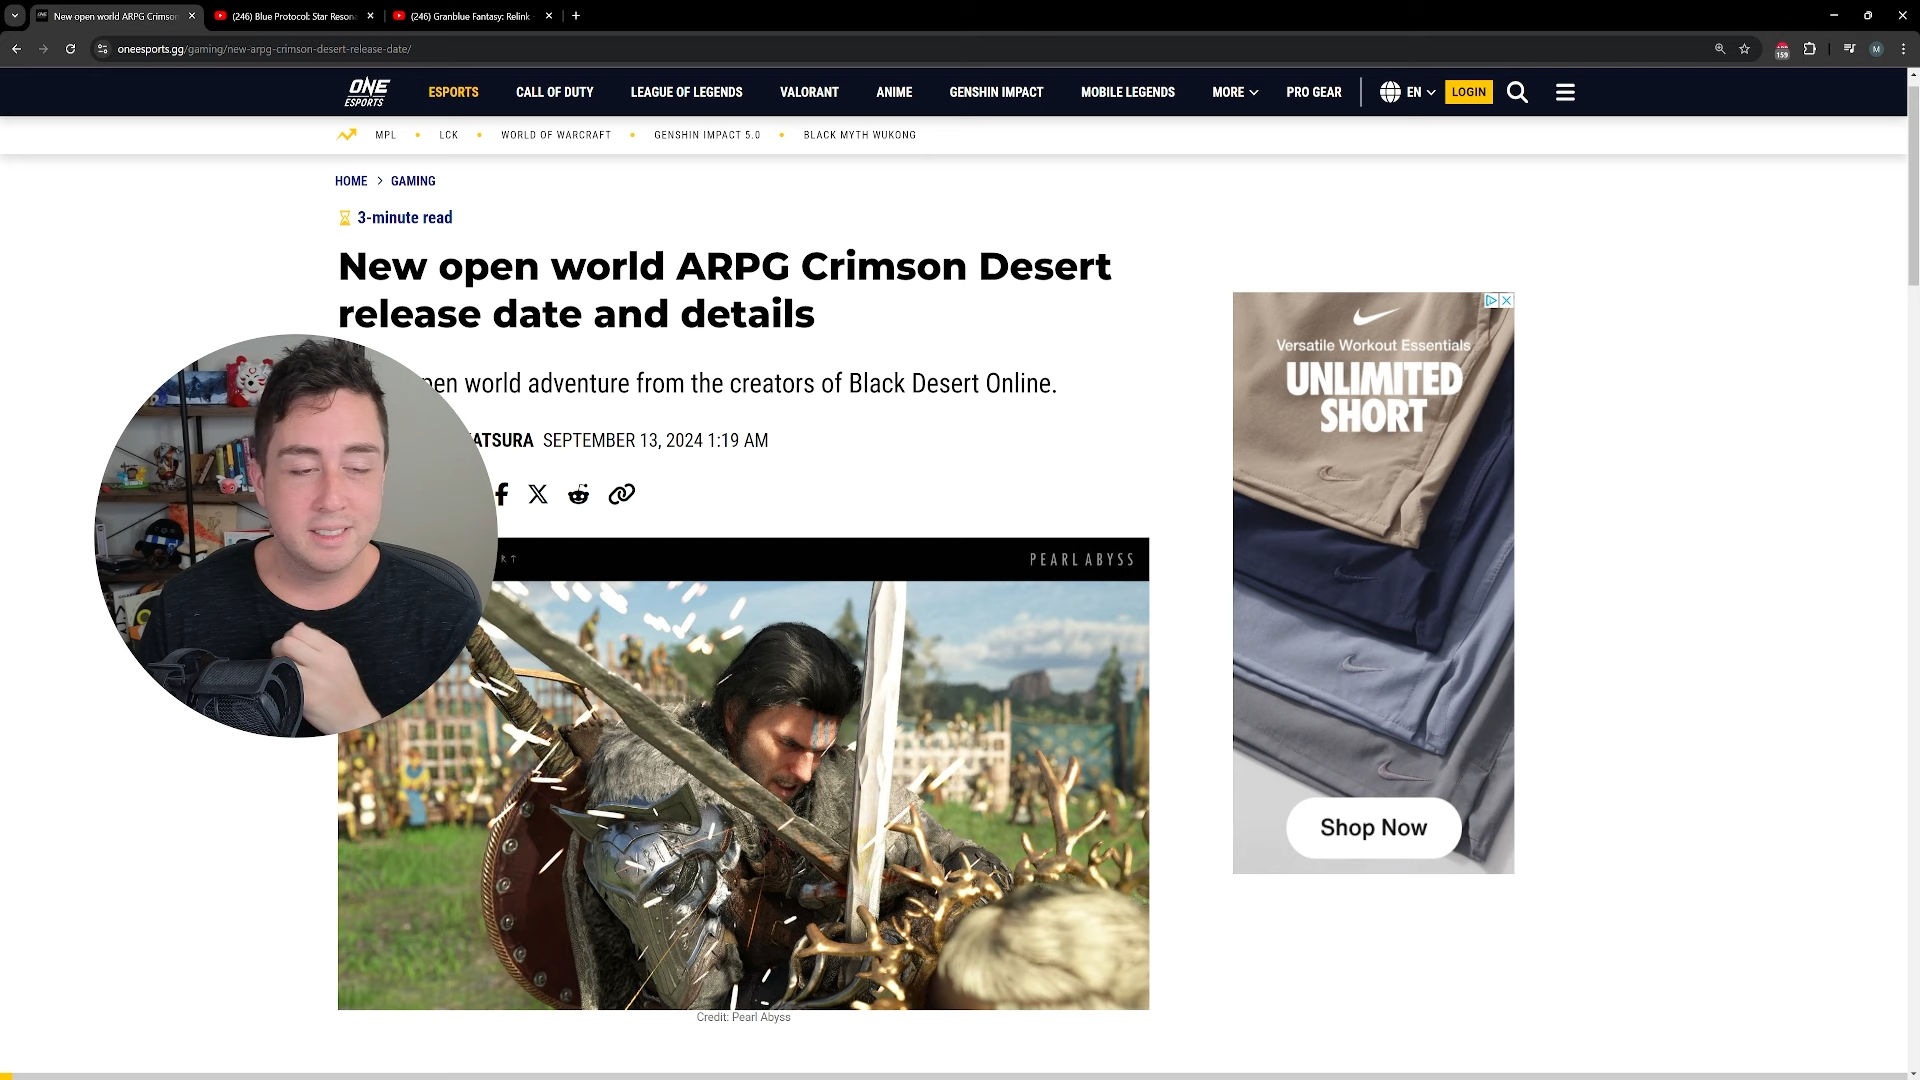 New open world ARPG Crimson
(246) Blue Protocol: Star Reson
(246) Granblue Fantasy: Relink
oneesports.gg/gaming/new-arpg-crimson-desert-release-date/
159
M
ONE
ESPORTS
ESPORTS
CALL OF DUTY
LEAGUE OF LEGENDS
VALORANT
ANIME
GENSHIN IMPACT
MOBILE LEGENDS
MORE
PRO GEAR
EN
LOGIN
MPL
LCK
WORLD OF WARCRAFT
GENSHIN IMPACT 5.0
BLACK MYTH WUKONG
HOME > GAMING
3-minute read
New open world ARPG Crimson Desert
release date and details
pen world adventure from the creators of Black Desert Online.
ATSURA SEPTEMBER 13, 2024 1:19 AM
PEARL ABYSS
Credit: Pearl Abyss
Versatile Workout Essentials
UNLIMITED
SHORT
Shop Now